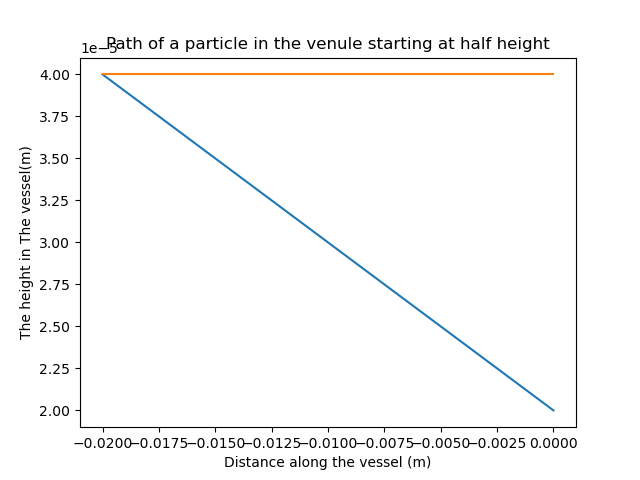 Path of a particle in the venule starting at half height
1e−5
4.00
3.75
3.50
3.25
3.00
2.75
2.50
2.25
2.00
The height in The vessel(m)
−0.0200 −0.0175 −0.0150 −0.0125 −0.0100 −0.0075 −0.0050 −0.0025 0.0000
Distance along the vessel (m)